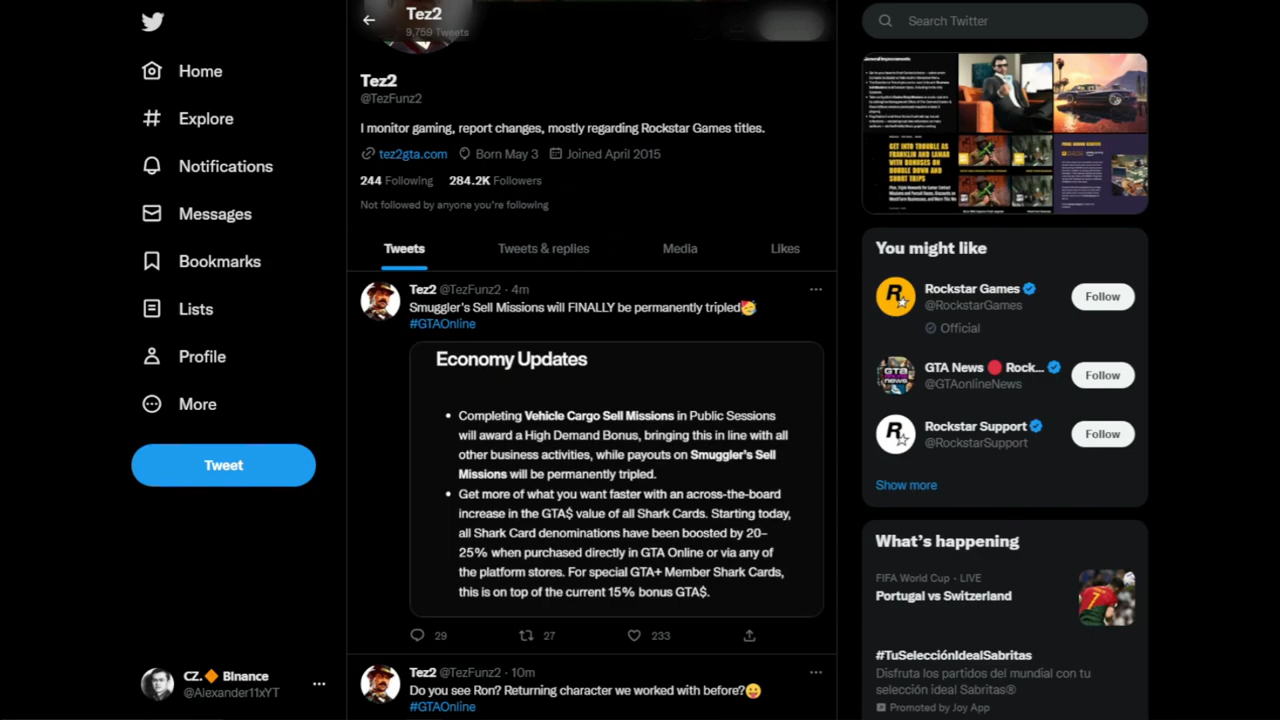 Home
Explore
Notifications
Messages
Bookmarks
Lists
Profile
More
Tweet
CZ.🔶 BInance
@Alexander11xYT
Tez2
9,759 Tweets
Tez2
@TezFunz2
I monitor gaming, report changes, mostly regarding Rockstar Games titles.
tez2gta.com Born May 3 Joined April 2015
244 Following 284.2K Followers
Not followed by anyone you're following
Tweets Tweets & replies Media Likes
Tez2 @TezFunz2 · 4m
Smuggler's Sell Missions will FINALLY be permanently tripled🥳
#GTAOnline
Economy Updates
• Completing Vehicle Cargo Sell Missions in Public Sessions
will award a High Demand Bonus, bringing this in line with all
other business activities, while payouts on Smuggler's Sell
Missions will be permanently tripled.
• Get more of what you want faster with an across-the-board
increase in the GTA$ value of all Shark Cards. Starting today,
all Shark Card denominations have been boosted by 20–
25% when purchased directly in GTA Online or via any of
the platform stores. For special GTA+ Member Shark Cards,
this is on top of the current 15% bonus GTA$.
29 27 233
Tez2 @TezFunz2 · 10m
Do you see Ron? Returning character we worked with before?😛
#GTAOnline
Search Twitter
General Improvements
GET INTO TROUBLE AS
FRANKLIN AND LAMAR
WITH BONUSES ON
DOUBLE DOWN AND
SHORT TRIPS
You might like
Rockstar Games
@RockstarGames
Official
Follow
GTA News 🔴 Rock...
@GTAonlineNews
Follow
Rockstar Support
@RockstarSupport
Follow
Show more
What's happening
FIFA World Cup · LIVE
Portugal vs Switzerland
#TuSelecciónIdealSabritas
Disfruta los partidos del mundial con tu
selección ideal Sabritas®
Promoted by Joy App